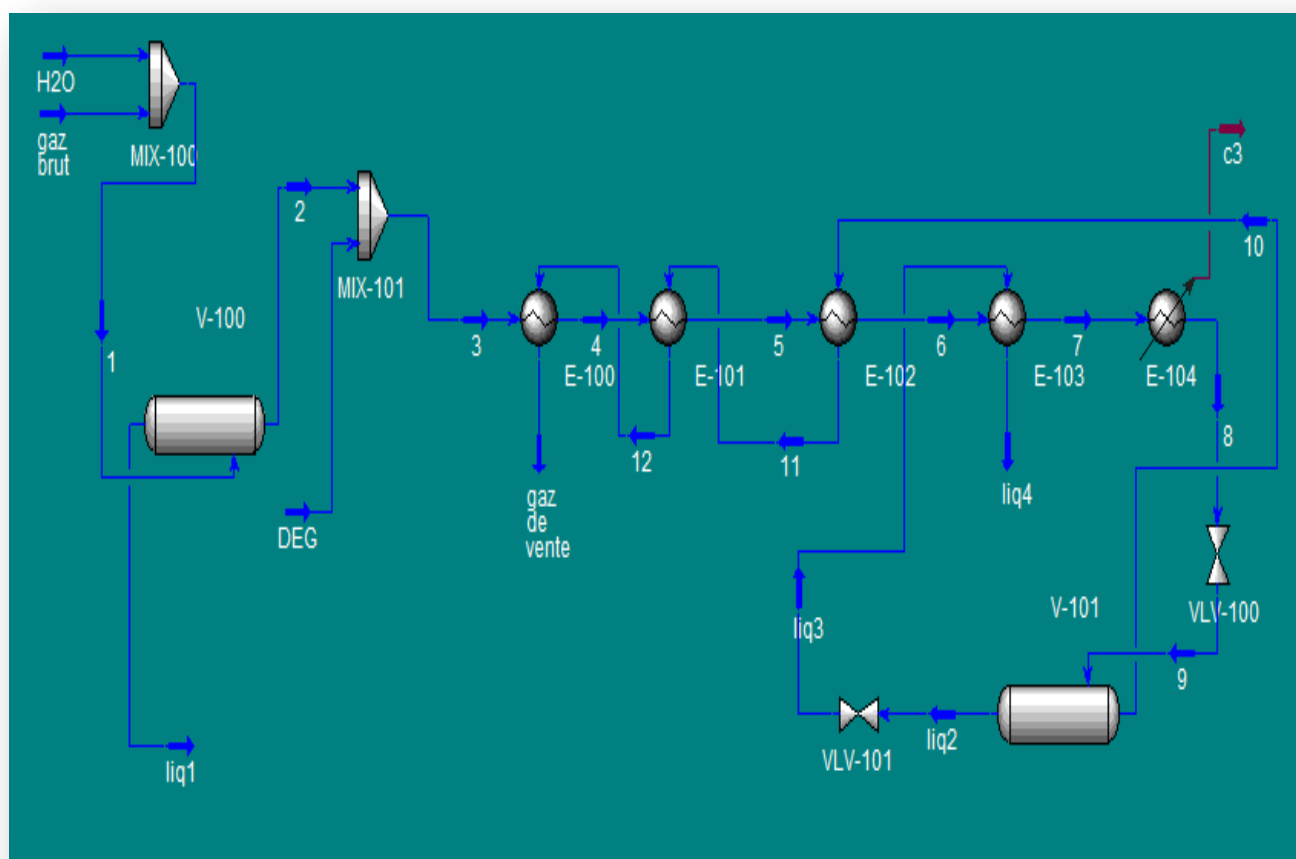 H2O
gaz
brut
MIX-100
c3
2
10
MIX-101
V-100
1
3
4
5
6
7
E-100
E-101
E-102
E-103
E-104
12
11
8
gaz
de
vente
liq4
DEG
liq3
V-101
VLV-100
9
liq2
VLV-101
liq1